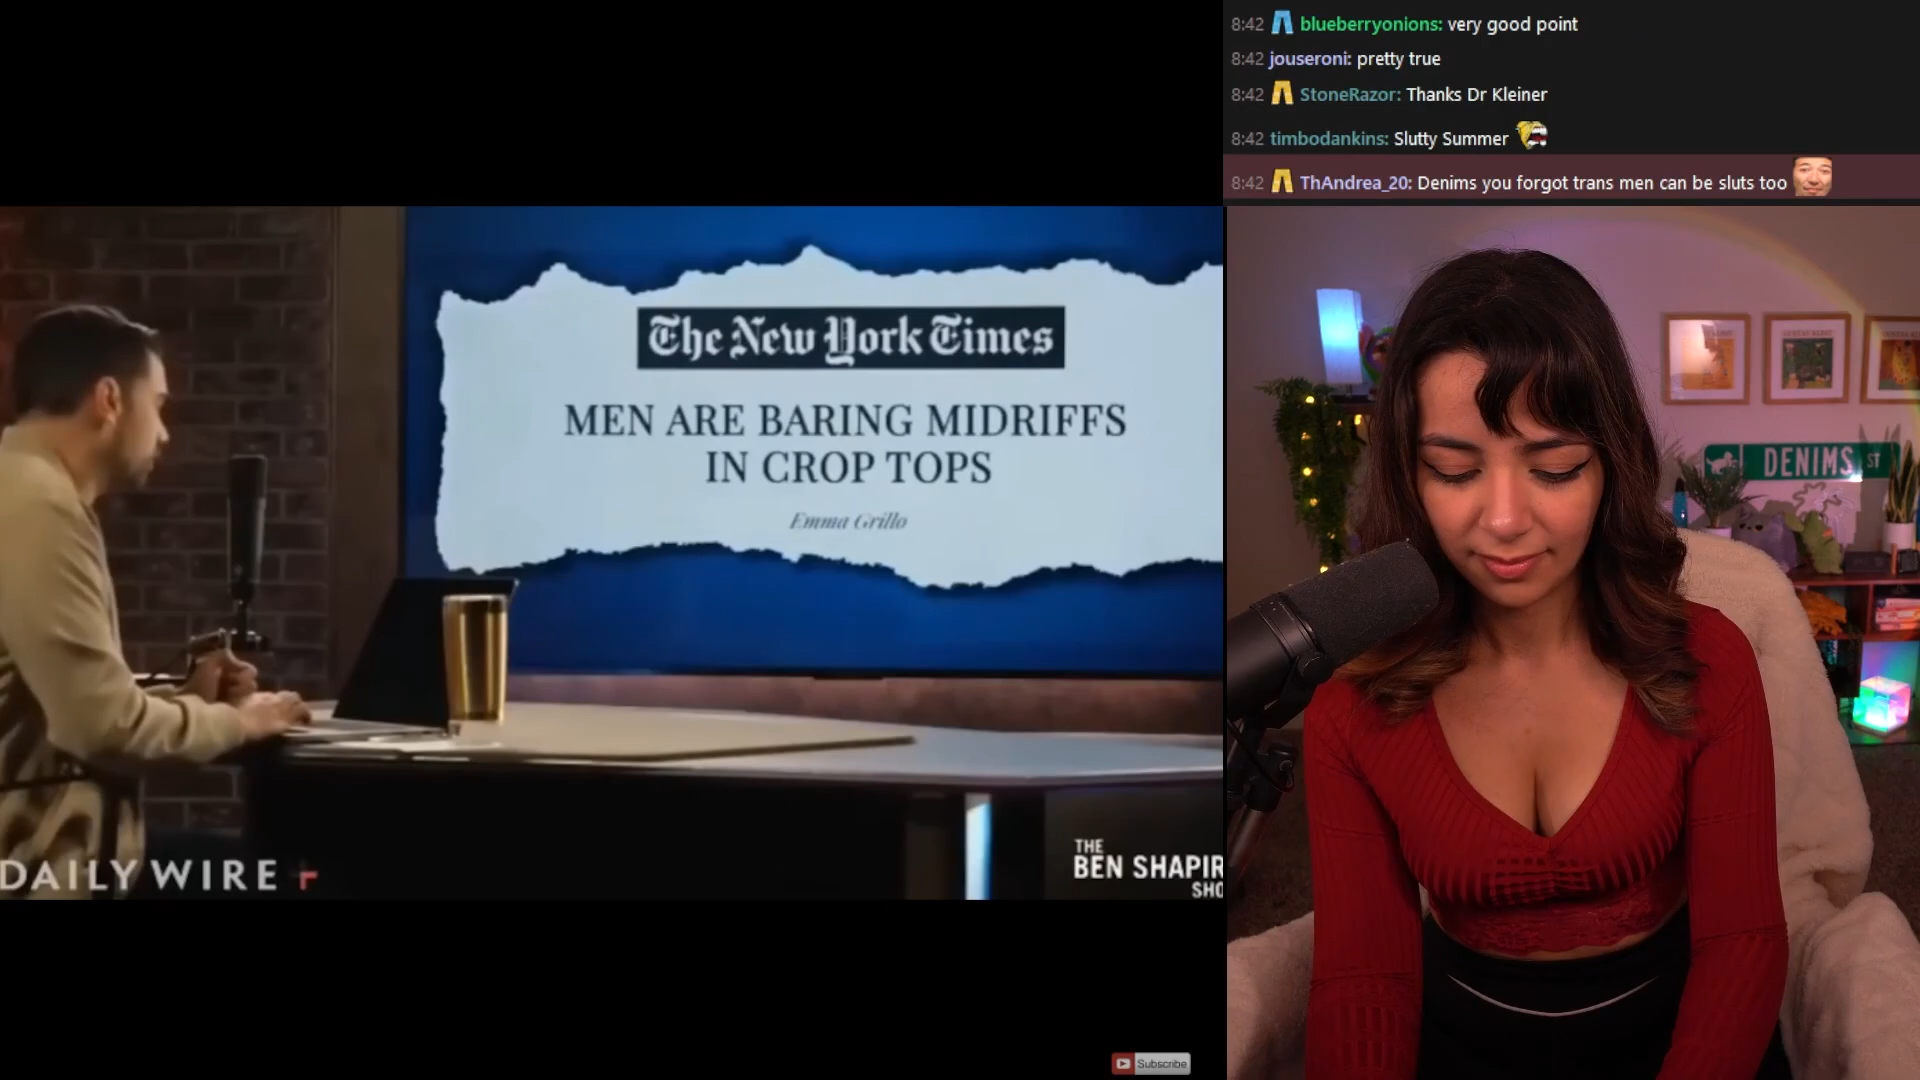 8:42 blueberryonions: very good point
8:42 jouseroni: pretty true
8:42 StoneRazor: Thanks Dr Kleiner
8:42 timbodankins: Slutty Summer
8:42 ThAndrea_20: Denims you forgot trans men can be sluts too
The New York Times
MEN ARE BARING MIDRIFFS
IN CROP TOPS
Emma Grillo
DENIMS ST
DAILY WIRE +
THE
BEN SHAPIR
SHO
Subscribe